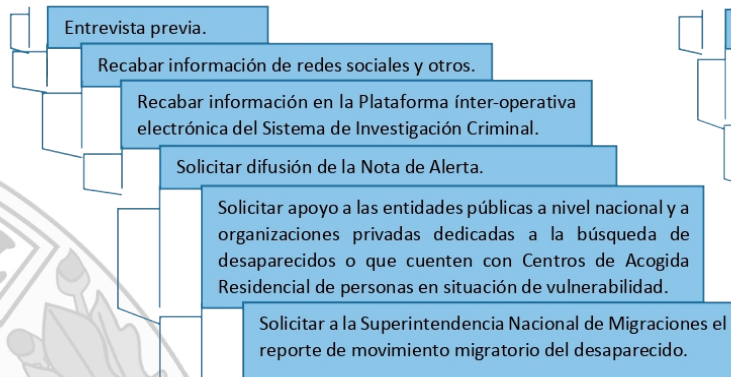 Entrevista previa.
Recabar información de redes sociales y otros.
Recabar información en la Plataforma ínter-operativa
electrónica del Sistema de Investigación Criminal.
Solicitar difusión de la Nota de Alerta.
Solicitar apoyo a las entidades públicas a nivel nacional y a
organizaciones privadas dedicadas a la búsqueda de
desaparecidos o que cuenten con Centros de Acogida
Residencial de personas en situación de vulnerabilidad.
Solicitar a la Superintendencia Nacional de Migraciones el
reporte de movimiento migratorio del desaparecido.